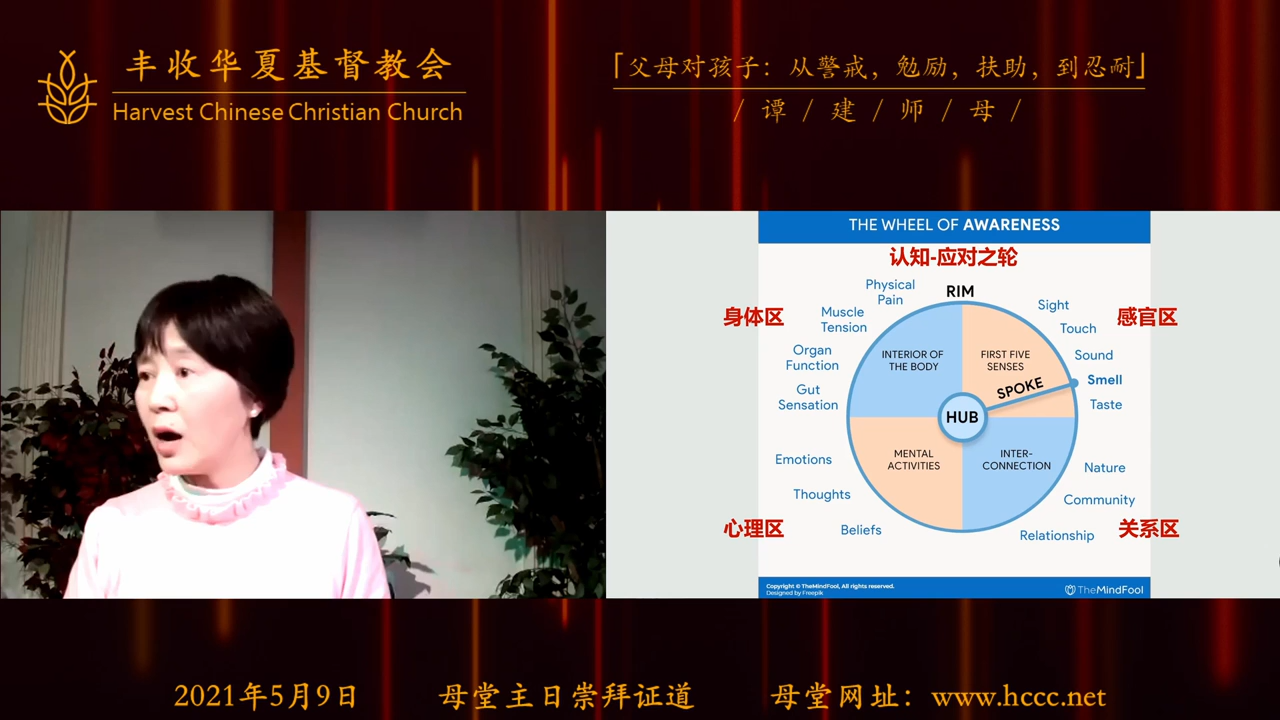 丰收华夏基督教会
Harvest Chinese Christian Church
「父母对孩子：从警戒，勉励，扶助，到忍耐」
/ 谭 / 建 / 师 / 母 /
THE WHEEL OF AWARENESS
认知-应对之轮
RIM
身体区
Physical
Pain
Muscle
Tension
Organ
Function
Gut
Sensation
感官区
Sight
Touch
Sound
Smell
Taste
INTERIOR OF
THE BODY
FIRST FIVE
SENSES
SPOKE
HUB
MENTAL
ACTIVITIES
INTER-
CONNECTION
Emotions
Thoughts
Beliefs
心理区
Nature
Community
Relationship
关系区
Copyright © TheMindFool, All rights reserved.
Designed by Freepik
TheMindFool
2021年5月9日 母堂主日崇拜证道 母堂网址：www.hccc.net